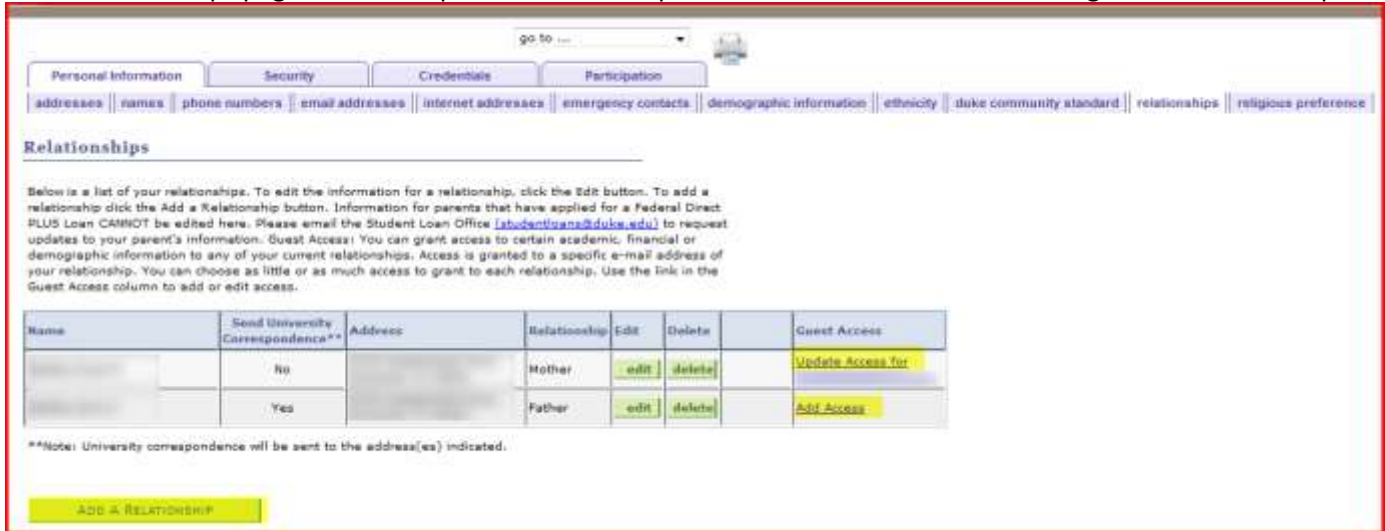 go to ...
Personal Information Security Credentials Participation
addresses names phone numbers email addresses internet addresses emergency contacts demographic information ethnicity duke community standard relationships religious preference
Relationships
Below is a list of your relationships. To edit the information for a relationship, click the Edit button. To add a
relationship click the Add a Relationship button. Information for parents that have applied for a Federal Direct
PLUS Loan CANNOT be edited here. Please email the Student Loan Office (studentloans@duke.edu) to request
updates to your parent's information. Guest Access: You can grant access to certain academic, financial or
demographic information to any of your current relationships. Access is granted to a specific e-mail address of
your relationship. You can choose as little or as much access to grant to each relationship. Use the link in the
Guest Access column to add or edit access.
Name Send University Correspondence** Address Relationship Edit Delete Guest Access
No Mother edit delete Update Access for
Yes Father edit delete Add Access
**Note: University correspondence will be sent to the address(es) indicated.
ADD A RELATIONSHIP